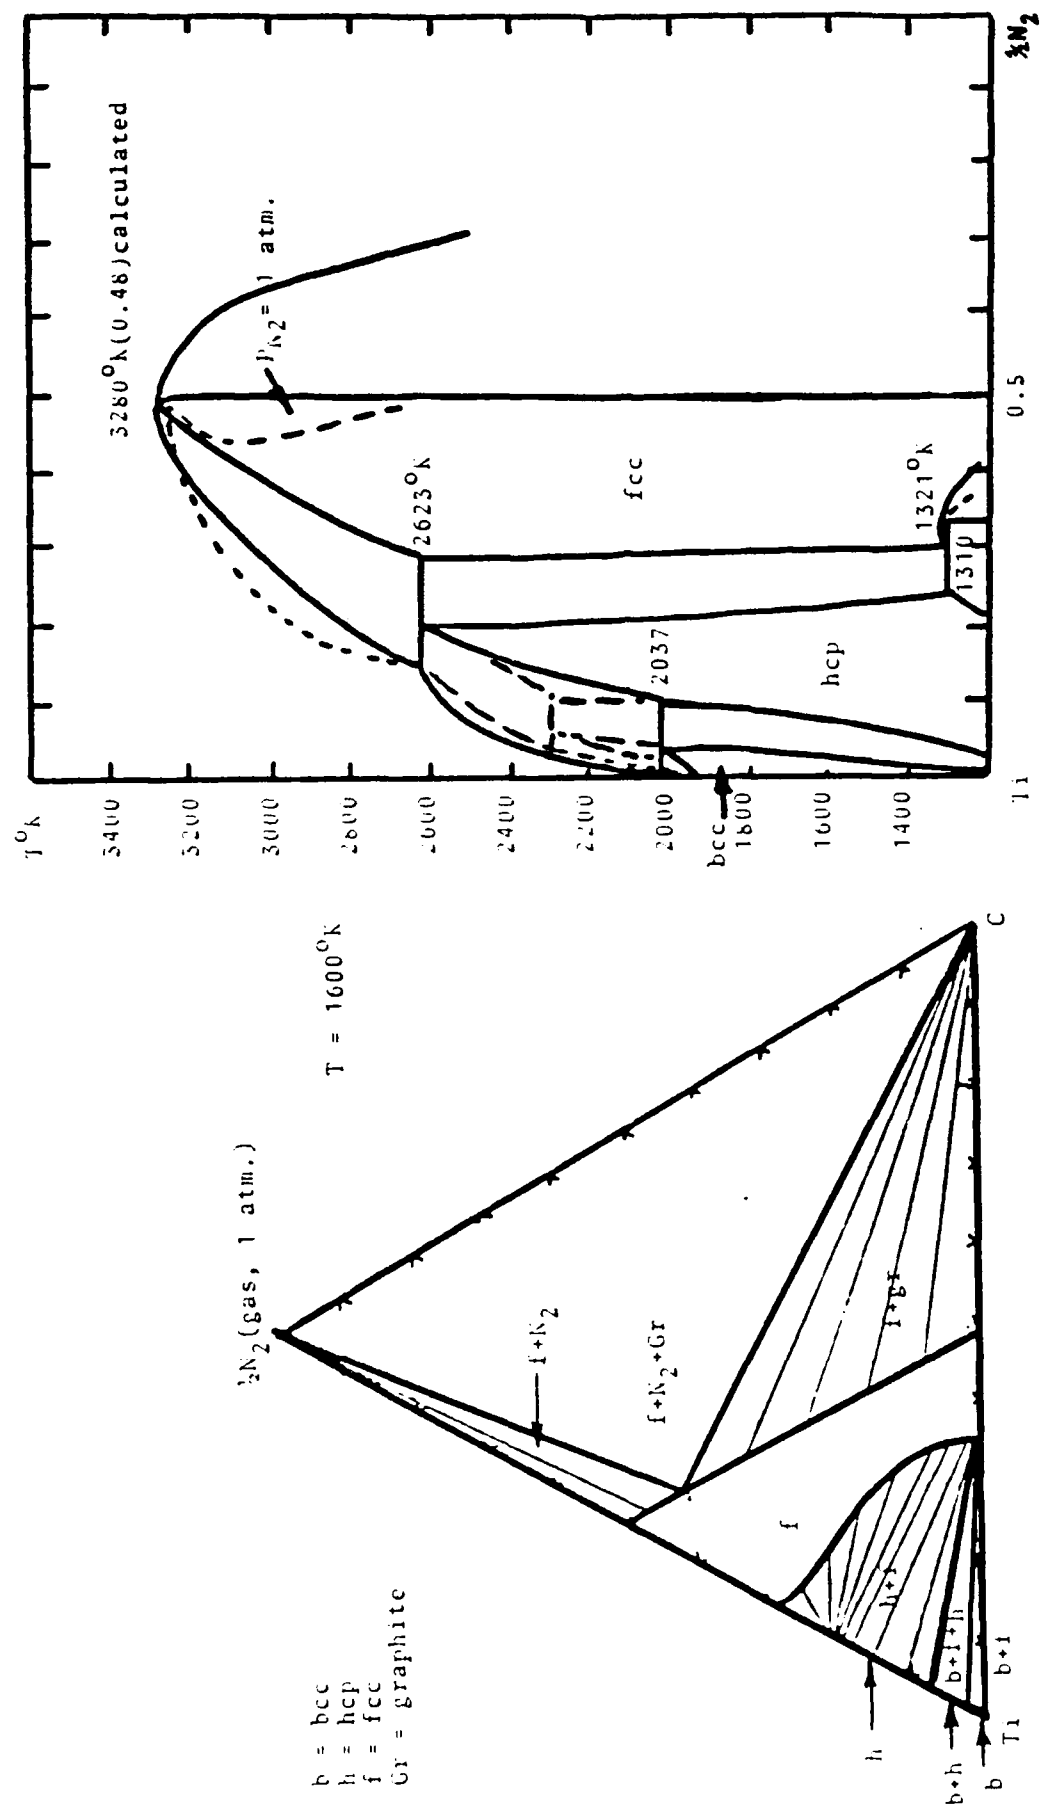 T°K
3400
3200
3000
2800
2600
2400
2200
2000
1800
1600
1400
bcc
3280°K(0.48)calculated
PN2= 1 atm.
2623°K
fcc
2037
hcp
1321°K
1310
Ti
0.5
½N2
T = 1600°K
½N2(gas, 1 atm.)
b = bcc
h = hcp
f = fcc
Gr = graphite
f+N2
f+N2+Gr
f
f+gr
h+f
b+f+h
h
b+h
b
Ti
b+f
C